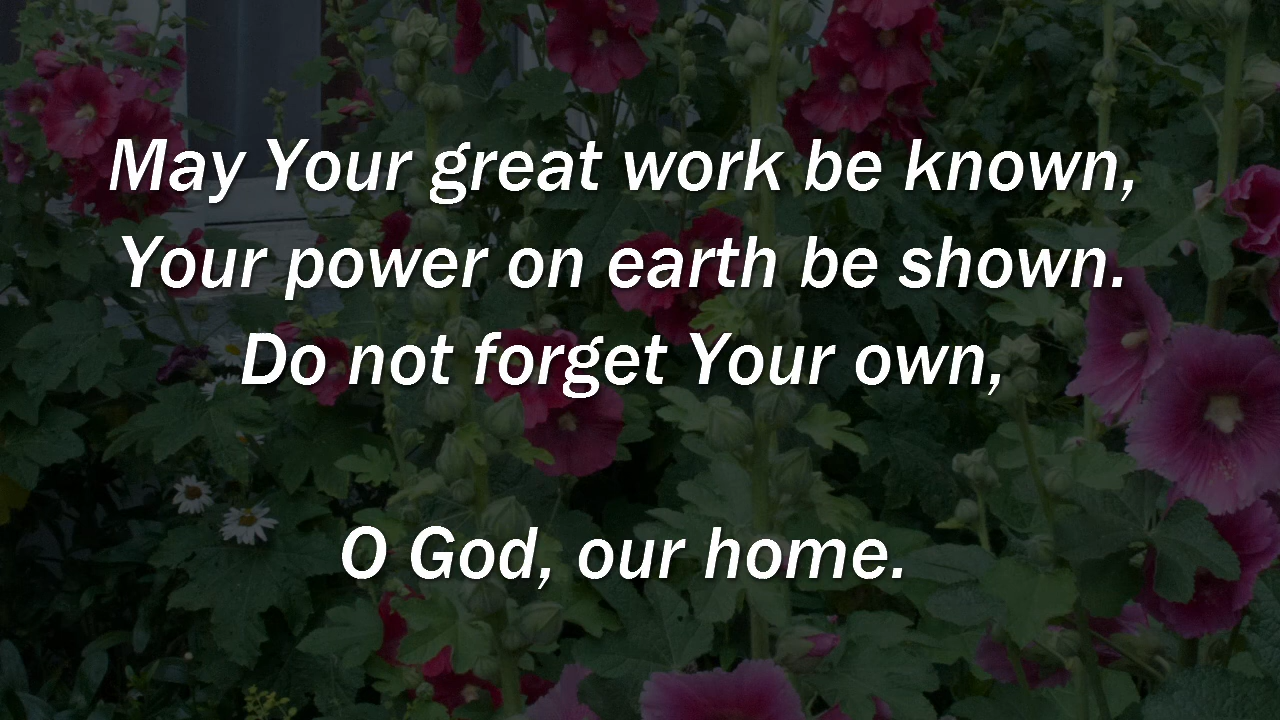 May Your great work be known,
Your power on earth be shown.
Do not forget Your own,
O God, our home.